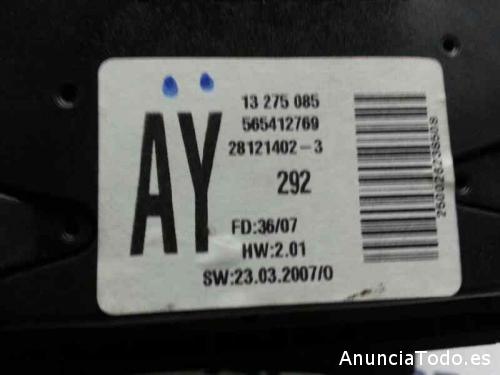 AY
13 275 085
565412769
28121402-3
292
FD:36/07
HW:2.01
SW:23.03.2007/0
AnunciaTodo.es